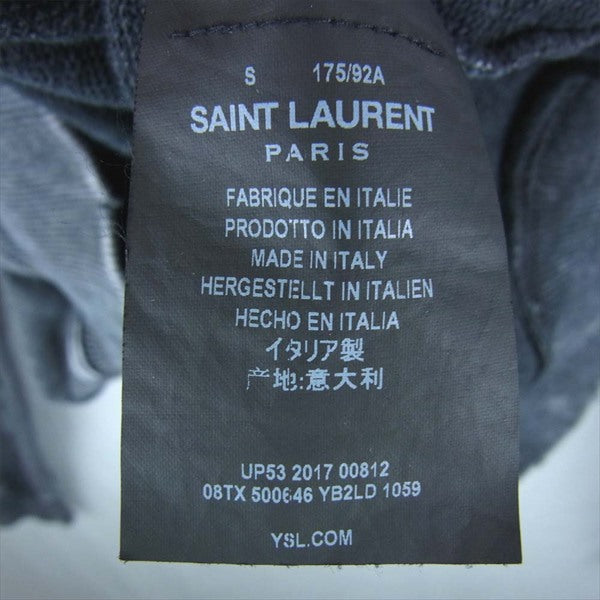 S 175/92A
SAINT LAURENT
PARIS
FABRIQUE EN ITALIE
PRODOTTO IN ITALIA
MADE IN ITALY
HERGESTELLT IN ITALIEN
HECHO EN ITALIA
イタリア製
产地:意大利
UP53 2017 00812
08TX 500646 YB2LD 1059
YSL.COM